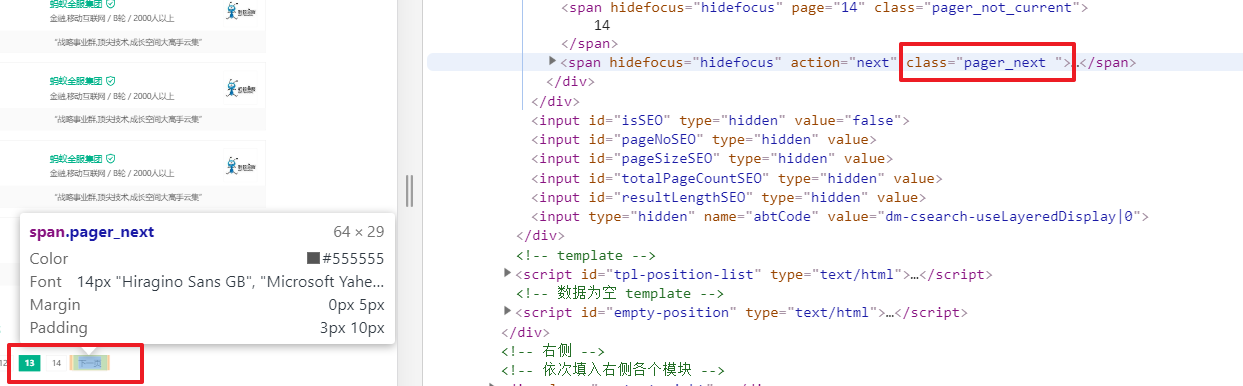 蚂蚁金服集团
金融,移动互联网 / B轮 / 2000人以上
"战略事业群,顶尖技术,成长空间大高手云集"
蚂蚁金服集团
金融,移动互联网 / B轮 / 2000人以上
"战略事业群,顶尖技术,成长空间大高手云集"
蚂蚁金服集团
金融,移动互联网 / B轮 / 2000人以上
"战略事业群,顶尖技术,成长空间大高手云集"
span.pager_next 64 × 29
Color #555555
Font 14px "Hiragino Sans GB", "Microsoft Yahe...
Margin 0px 5px
Padding 3px 10px
12 13 14 下一页
<span hidefocus="hidefocus" page="14" class="pager_not_current">
14
</span>
<span hidefocus="hidefocus" action="next" class="pager_next ">…</span>
</div>
</div>
<input id="isSEO" type="hidden" value="false">
<input id="pageNoSEO" type="hidden" value>
<input id="pageSizeSEO" type="hidden" value>
<input id="totalPageCountSEO" type="hidden" value>
<input id="resultLengthSEO" type="hidden" value>
<input type="hidden" name="abtCode" value="dm-csearch-useLayeredDisplay|0">
</div>
<!-- template -->
<script id="tpl-position-list" type="text/html">…</script>
<!-- 数据为空 template -->
<script id="empty-position" type="text/html">…</script>
</div>
<!-- 右侧 -->
<!-- 依次填入右侧各个模块 -->